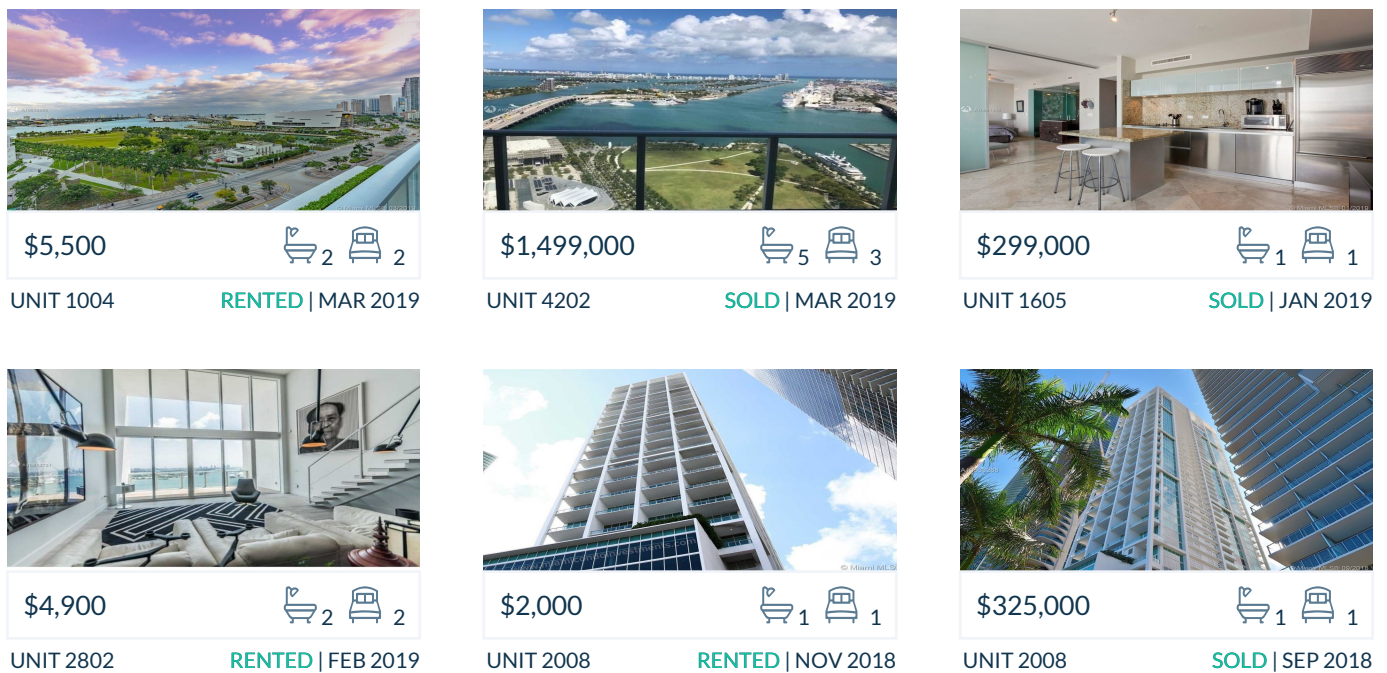 $5,500 2 2
UNIT 1004 RENTED | MAR 2019
$1,499,000 5 3
UNIT 4202 SOLD | MAR 2019
$299,000 1 1
UNIT 1605 SOLD | JAN 2019
$4,900 2 2
UNIT 2802 RENTED | FEB 2019
© Miami MLS
$2,000 1 1
UNIT 2008 RENTED | NOV 2018
$325,000 1 1
UNIT 2008 SOLD | SEP 2018